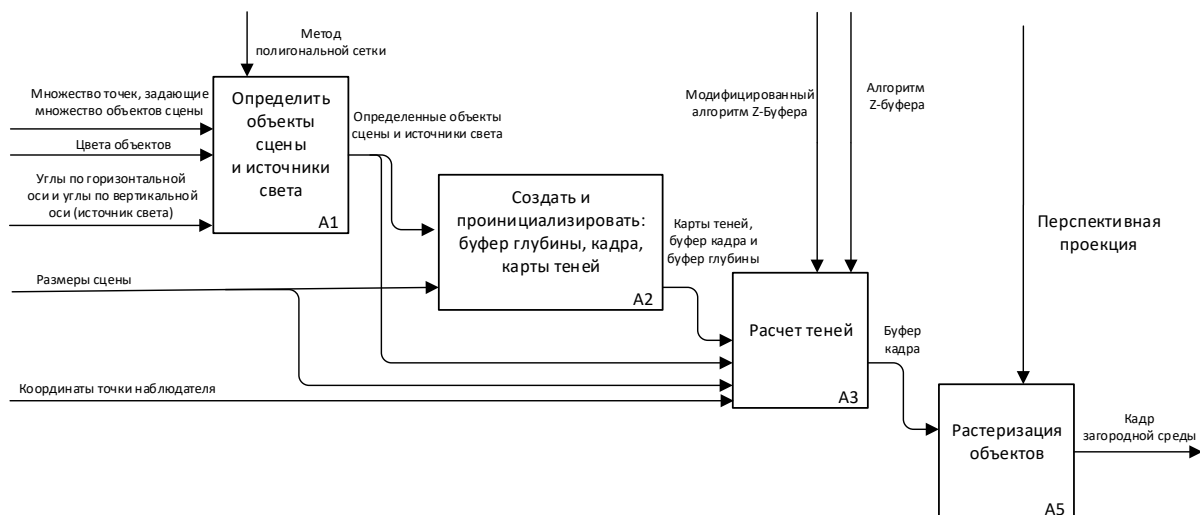 Метод
полигональной сетки
Множество точек, задающие
множество объектов сцены
Цвета объектов
Углы по горизонтальной
оси и углы по вертикальной
оси (источник света)
Определить
объекты
сцены
и источники
света
A1
Определенные объекты
сцены и источники света
Размеры сцены
Координаты точки наблюдателя
Создать и
проинициализировать:
буфер глубины, кадра,
карты теней
A2
Карты теней,
буфер кадра и
буфер глубины
Модифицированный
алгоритм Z-Буфера
Алгоритм
Z-буфера
Расчет теней
A3
Буфер
кадра
Перспективная
проекция
Растеризация
объектов
A5
Кадр
загородной среды